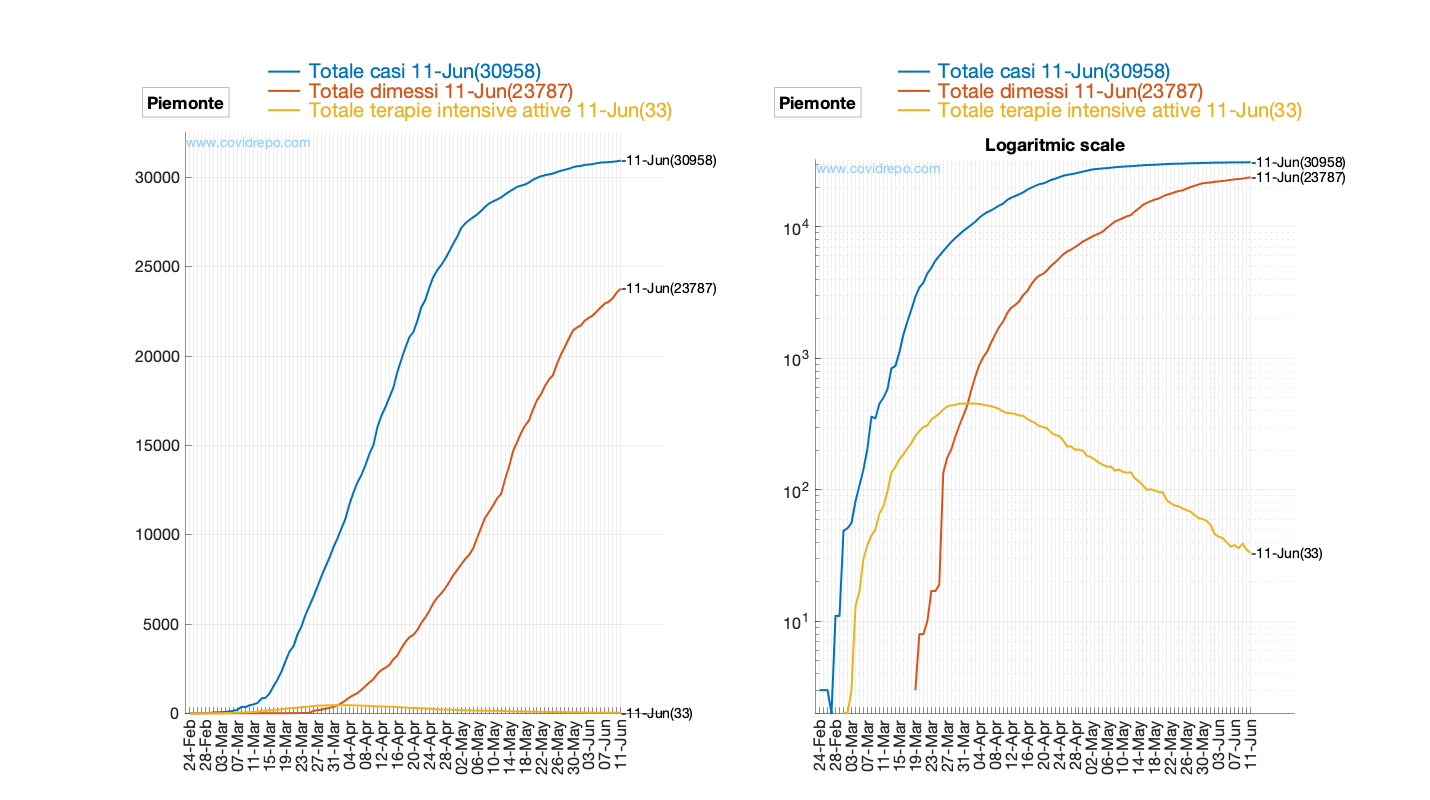 Totale casi 11-Jun(30958)
Totale dimessi 11-Jun(23787)
Totale terapie intensive attive 11-Jun(33)
Piemonte
www.covidrepo.com
30000
25000
20000
15000
10000
5000
0
-11-Jun(30958)
-11-Jun(23787)
-11-Jun(33)
24-Feb
28-Feb
03-Mar
07-Mar
11-Mar
15-Mar
19-Mar
23-Mar
27-Mar
31-Mar
04-Apr
08-Apr
12-Apr
16-Apr
20-Apr
24-Apr
28-Apr
02-May
06-May
10-May
14-May
18-May
22-May
26-May
30-May
03-Jun
07-Jun
11-Jun
Totale casi 11-Jun(30958)
Totale dimessi 11-Jun(23787)
Totale terapie intensive attive 11-Jun(33)
Piemonte
Logaritmic scale
www.covidrepo.com
10^4
10^3
10^2
10^1
-11-Jun(30958)
-11-Jun(23787)
-11-Jun(33)
24-Feb
28-Feb
03-Mar
07-Mar
11-Mar
15-Mar
19-Mar
23-Mar
27-Mar
31-Mar
04-Apr
08-Apr
12-Apr
16-Apr
20-Apr
24-Apr
28-Apr
02-May
06-May
10-May
14-May
18-May
22-May
26-May
30-May
03-Jun
07-Jun
11-Jun